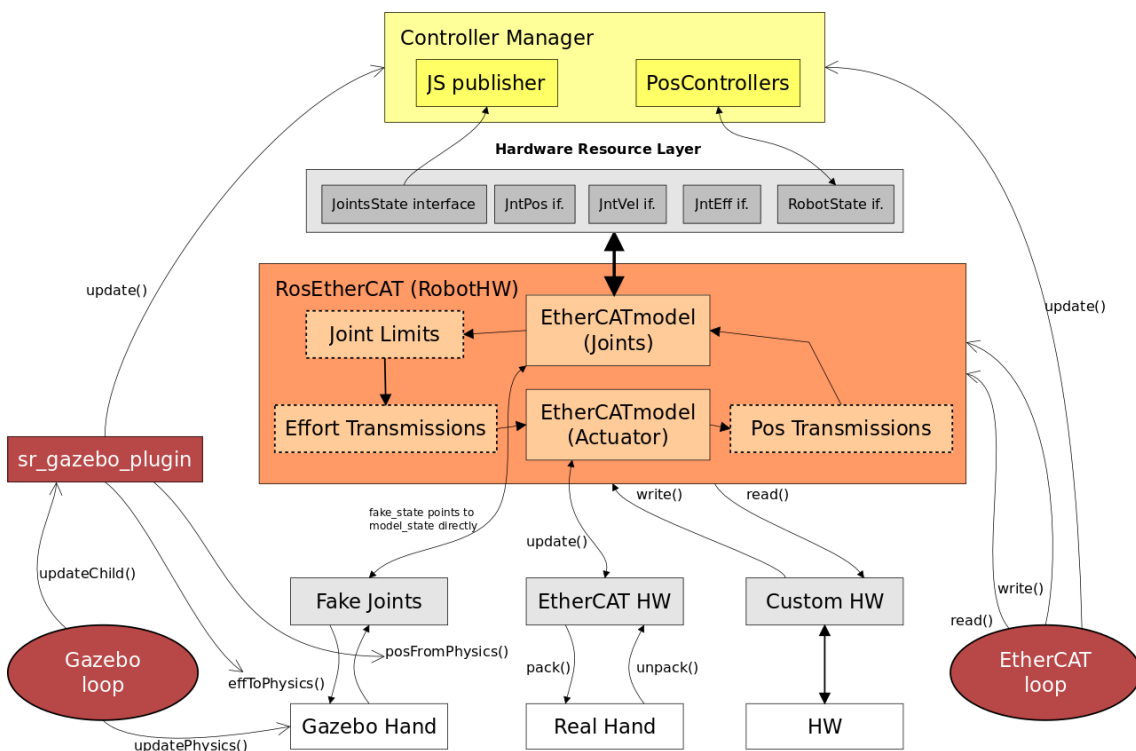 Controller Manager
JS publisher
PosControllers
Hardware Resource Layer
JointsState interface
JntPos if.
JntVel if.
JntEff if.
RobotState if.
update()
update()
RosEtherCAT (RobotHW)
Joint Limits
EtherCATmodel
(Joints)
Effort Transmissions
EtherCATmodel
(Actuator)
Pos Transmissions
sr_gazebo_plugin
fake_state points to
model_state directly
write()
read()
update()
updateChild()
Fake Joints
EtherCAT HW
Custom HW
write()
read()
Gazebo
loop
posFromPhysics()
effToPhysics()
pack()
unpack()
EtherCAT
loop
Gazebo Hand
Real Hand
HW
updatePhysics()